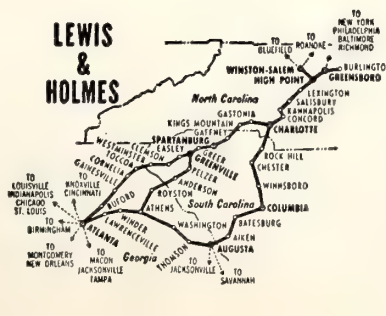 LEWIS
&
HOLMES
TO
BLUEFIELD
TO
ROANOKE
TO
NEW YORK
PHILADELPHIA
BALTIMORE
RICHMOND
WINSTON-SALEM
HIGH POINT
BURLINGTO
GREENSBORO
LEXINGTON
SALISBURY
KANNAPOLIS
CONCORD
CHARLOTTE
North Carolina
GASTONIA
KINGS MOUNTAIN
GAFFNEY
SPARTANBURG
GREER
GREENVILLE
EASLEY
CLEMSON
WESTMINSTER
TOCCOA
CORNELIA
GAINESVILLE
BUFORD
PELZER
ANDERSON
ROYSTON
ATHENS
WINDER
LAWRENCEVILLE
ATLANTA
ROCK HILL
CHESTER
WINNSBORO
South Carolina
COLUMBIA
BATESBURG
AIKEN
AUGUSTA
WASHINGTON
THOMSON
Georgia
TO
LOUISVILLE
INDIANAPOLIS
CHICAGO
ST. LOUIS
TO
KNOXVILLE
CINCINNATI
TO
BIRMINGHAM
TO
MONTGOMERY
NEW ORLEANS
TO
MACON
JACKSONVILLE
TAMPA
TO
JACKSONVILLE
TO
SAVANNAH